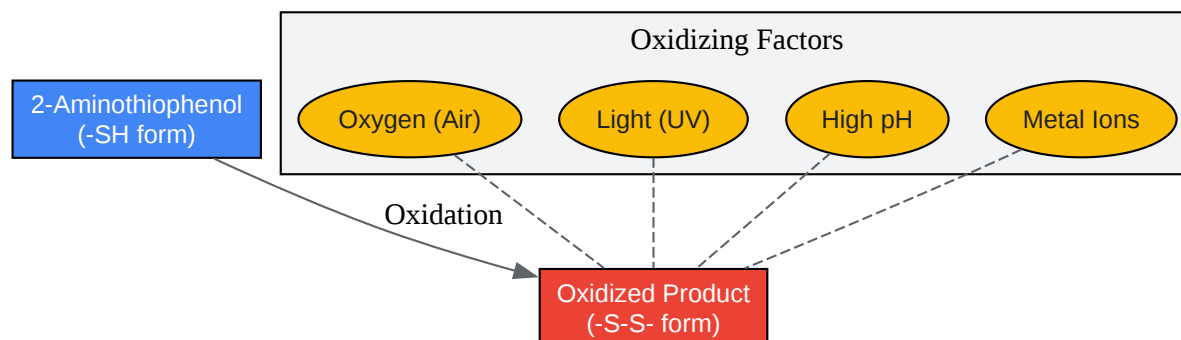 Oxidizing Factors
2-Aminothiophenol
(-SH form)
Oxygen (Air)
Light (UV)
High pH
Metal Ions
Oxidation
Oxidized Product
(-S-S- form)